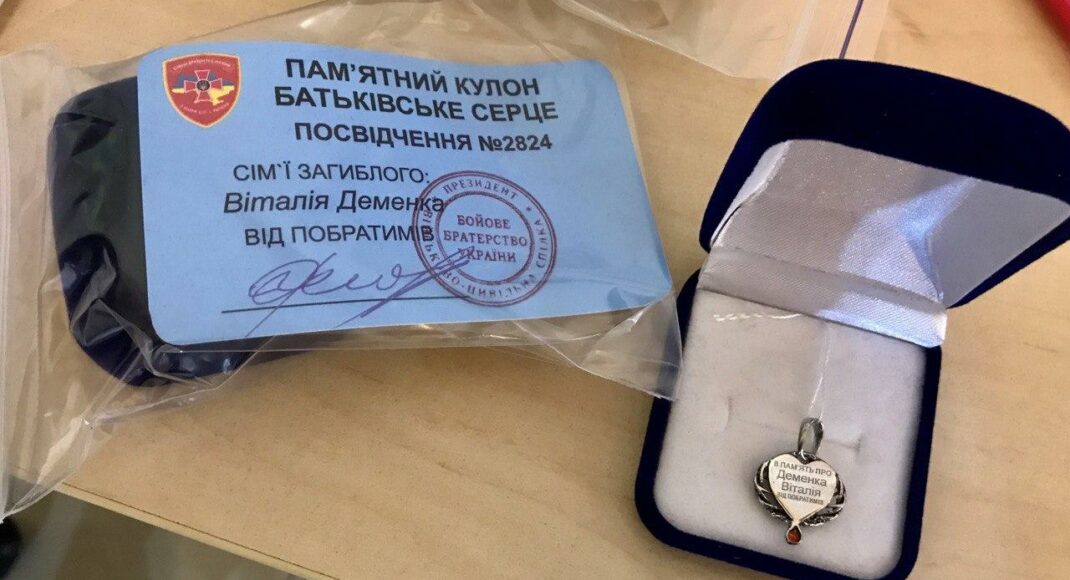 ПАМ’ЯТНИЙ КУЛОН
БАТЬКІВСЬКЕ СЕРЦЕ
ПОСВІДЧЕННЯ №2824
СІМ`Ї ЗАГИБЛОГО:
Віталія Деменка
ВІД ПОБРАТИМІВ
ПРЕЗИДЕНТ
БОЙОВЕ
БРАТЕРСТВО
УКРАЇНИ
СПІЛКА
В ПАМ'ЯТЬ ПРО
Деменка
Віталія
ВІД ПОБРАТИМІВ